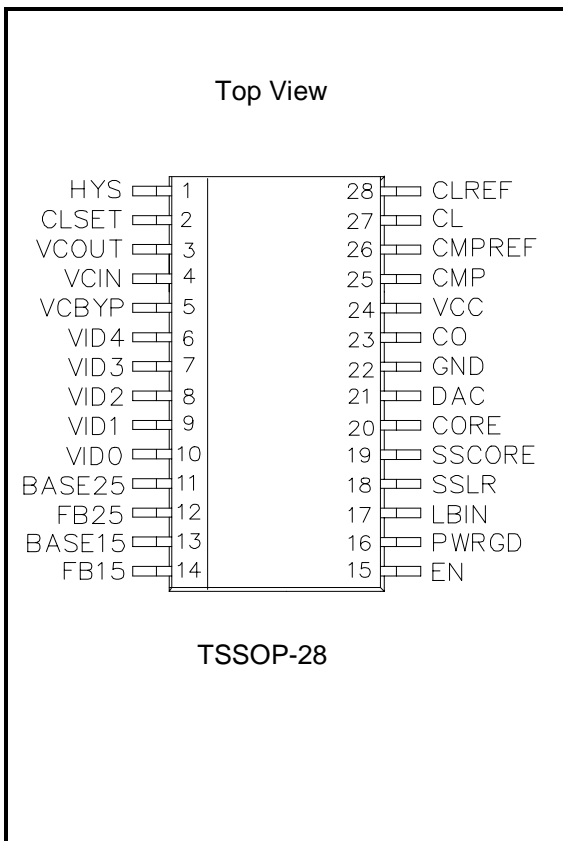 Top View
HYS 1 28 CLREF
CLSET 2 27 CL
VCOUT 3 26 CMPREF
VCIN 4 25 CMP
VCBYP 5 24 VCC
VID4 6 23 CO
VID3 7 22 GND
VID2 8 21 DAC
VID1 9 20 CORE
VID0 10 19 SSCORE
BASE25 11 18 SSLR
FB25 12 17 LBIN
BASE15 13 16 PWRGD
FB15 14 15 EN
TSSOP-28